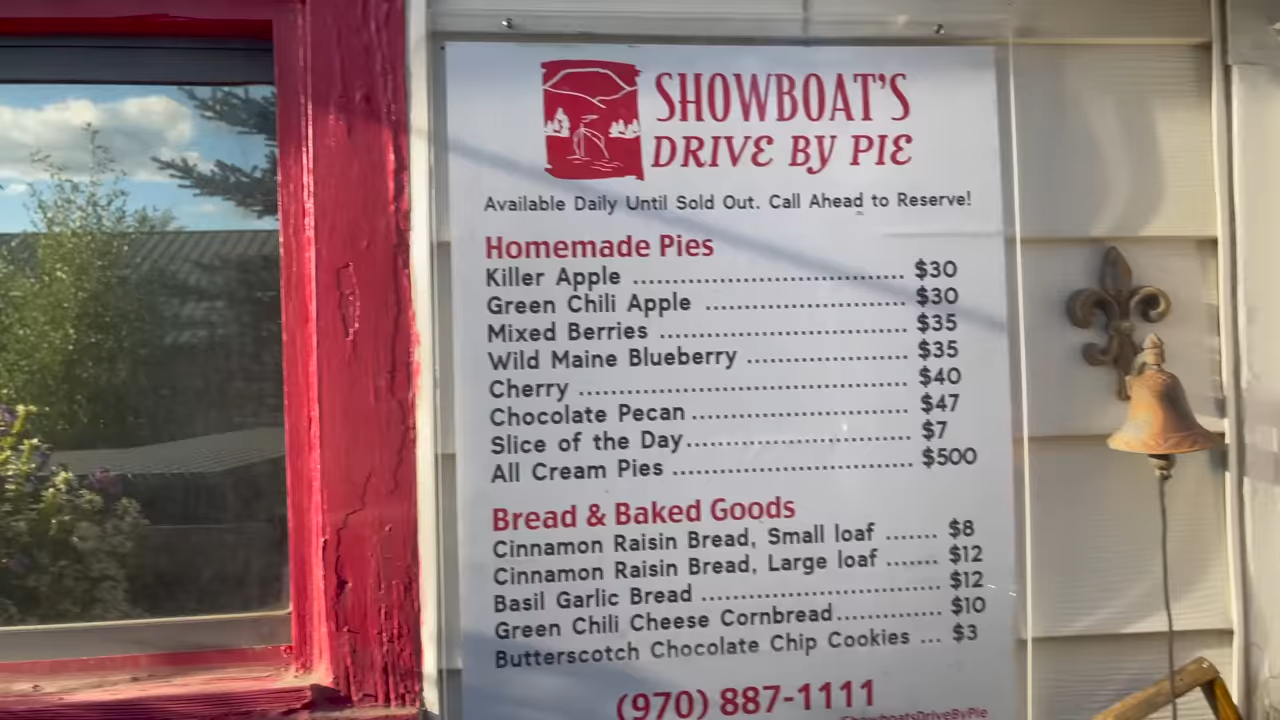 SHOWBOAT'S
DRIVE BY PIE
Available Daily Until Sold Out. Call Ahead to Reserve!
Homemade Pies
Killer Apple ................................. $30
Green Chili Apple ........................ $30
Mixed Berries .............................. $35
Wild Maine Blueberry ................... $35
Cherry ........................................ $40
Chocolate Pecan .......................... $47
Slice of the Day........................... $7
All Cream Pies ............................. $500
Bread & Baked Goods
Cinnamon Raisin Bread, Small loaf ....... $8
Cinnamon Raisin Bread, Large loaf ....... $12
Basil Garlic Bread ............................... $12
Green Chili Cheese Cornbread.............. $10
Butterscotch Chocolate Chip Cookies ... $3
(970) 887-1111
ShowboatsDriveByPie